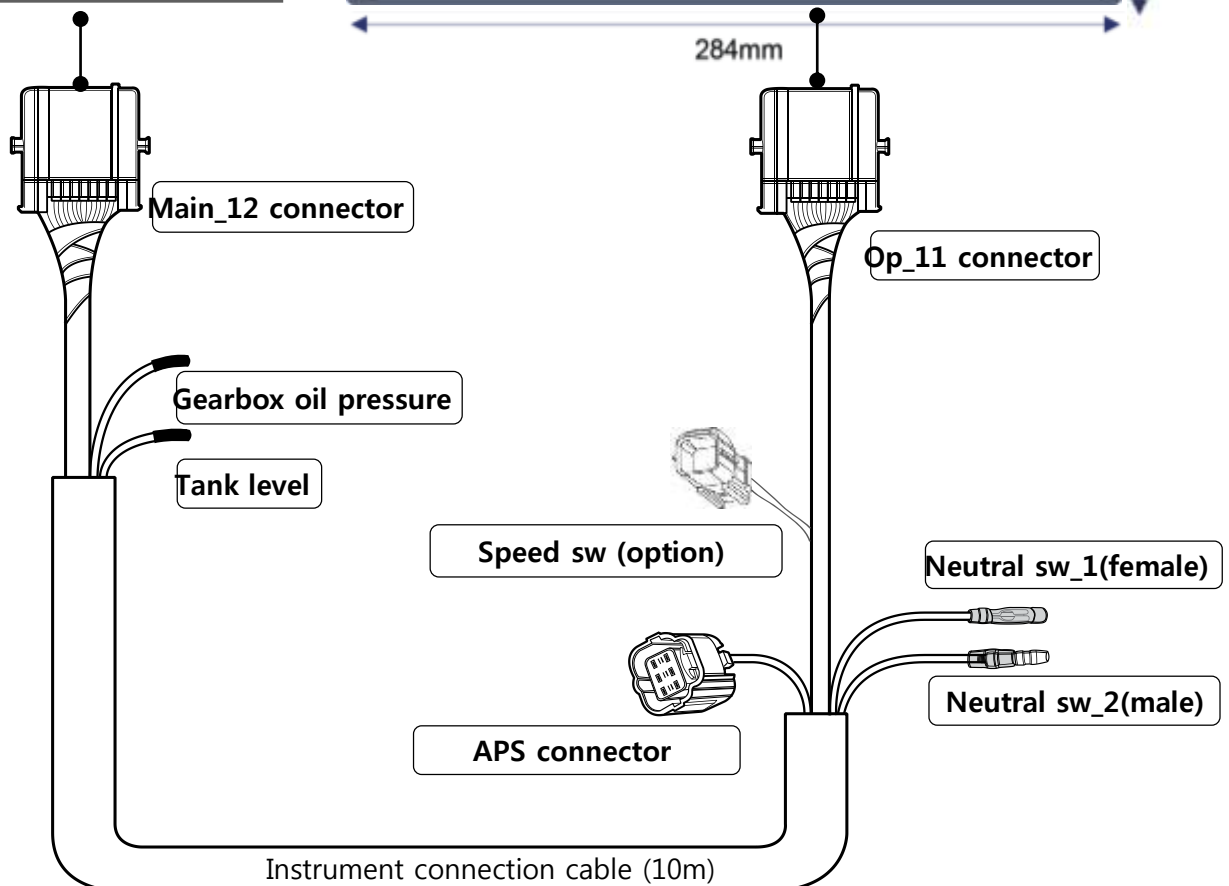 284mm
Main_12 connector
Op_11 connector
Gearbox oil pressure
Tank level
Speed sw (option)
Neutral sw_1(female)
Neutral sw_2(male)
APS connector
Instrument connection cable (10m)